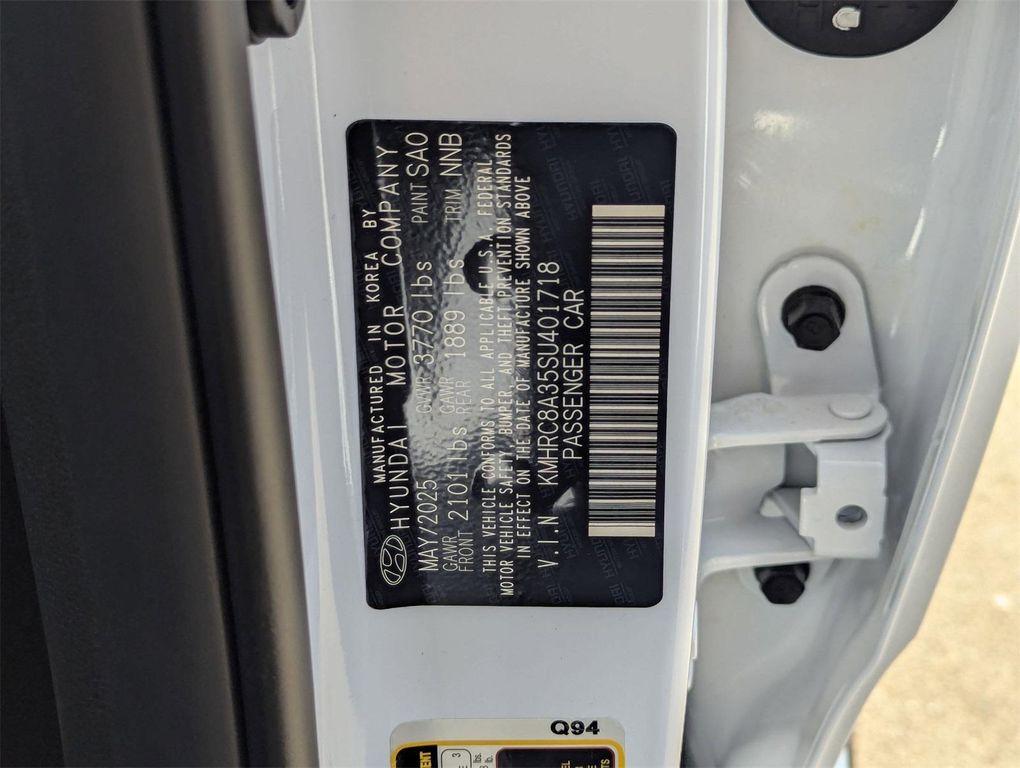 MANUFACTURED IN KOREA BY
HYUNDAI MOTOR COMPANY
MAY/2025 GVWR 3770 lbs PAINT SAO
GAWR FRONT 2101 lbs GAWR REAR 1889 lbs TRIM NNB
THIS VEHICLE CONFORMS TO ALL APPLICABLE U.S.A. FEDERAL
MOTOR VEHICLE SAFETY, BUMPER, AND THEFT PREVENTION STANDARDS
IN EFFECT ON THE DATE OF MANUFACTURE SHOWN ABOVE
V.I.N KMHRC8A35SU401718
PASSENGER CAR
Q94